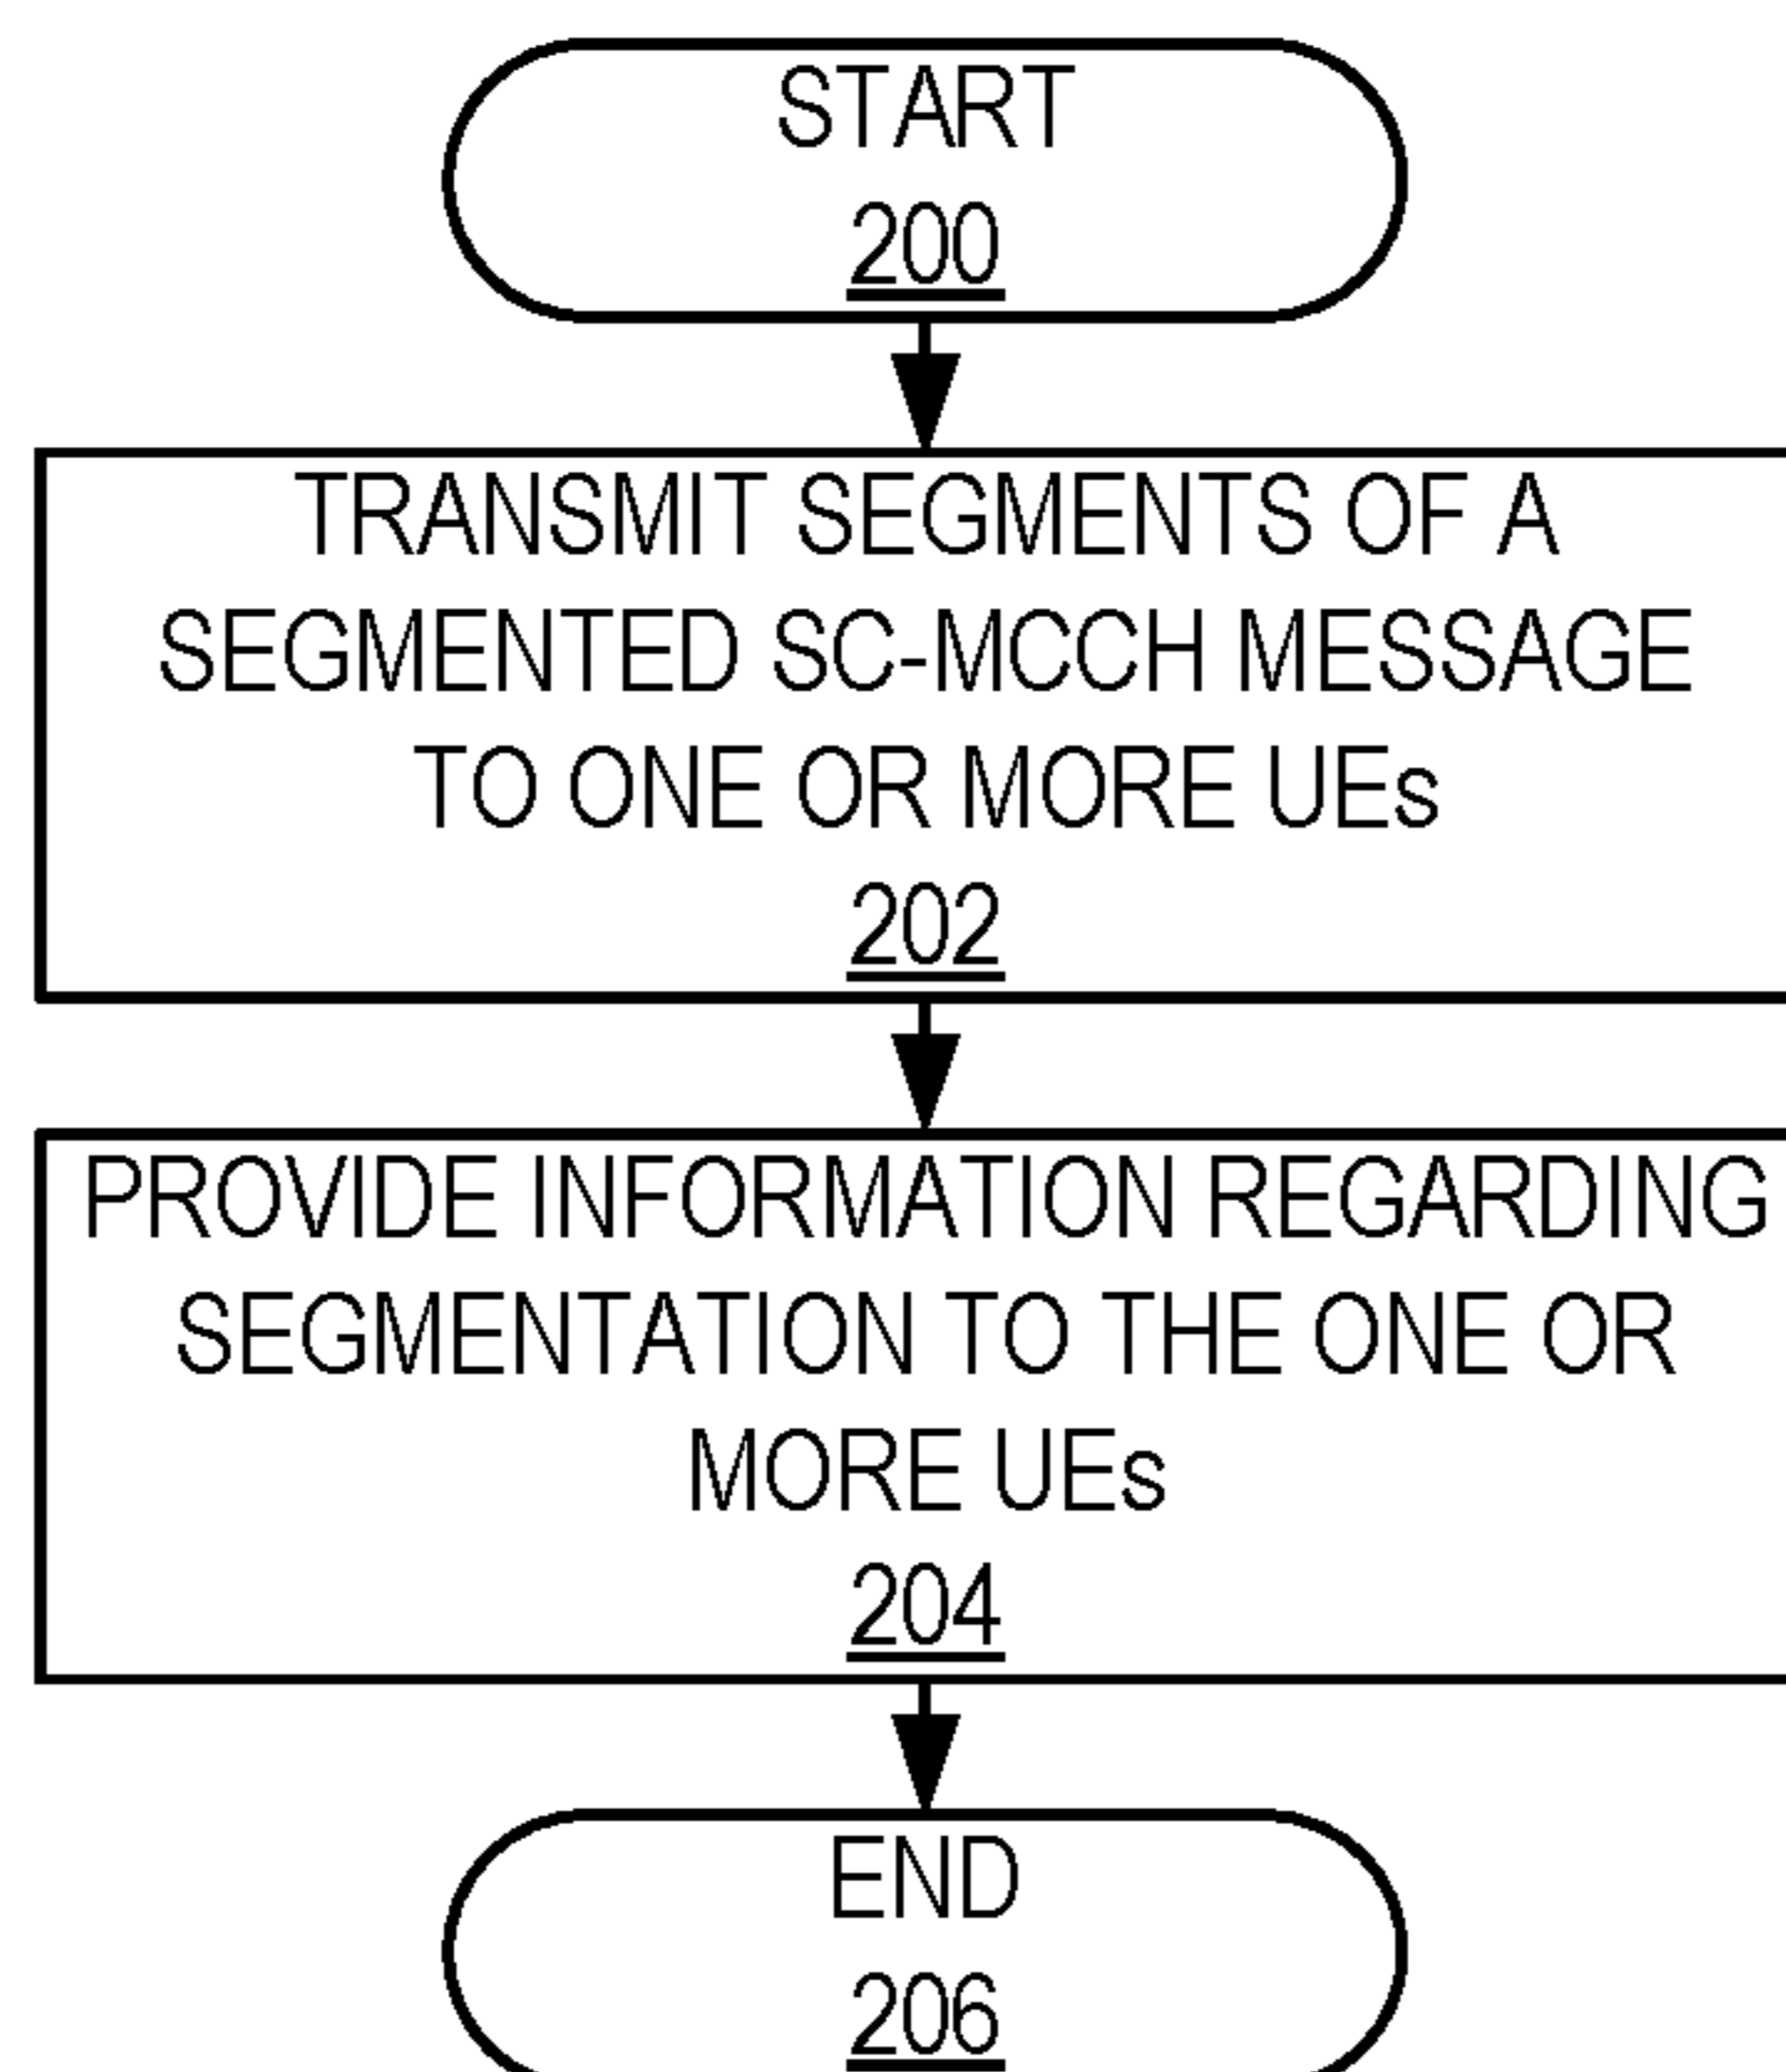 START
200
TRANSMIT SEGMENTS OF A
SEGMENTED SC-MCCH MESSAGE
TO ONE OR MORE UEs
202
PROVIDE INFORMATION REGARDING
SEGMENTATION TO THE ONE OR
MORE UEs
204
END
206